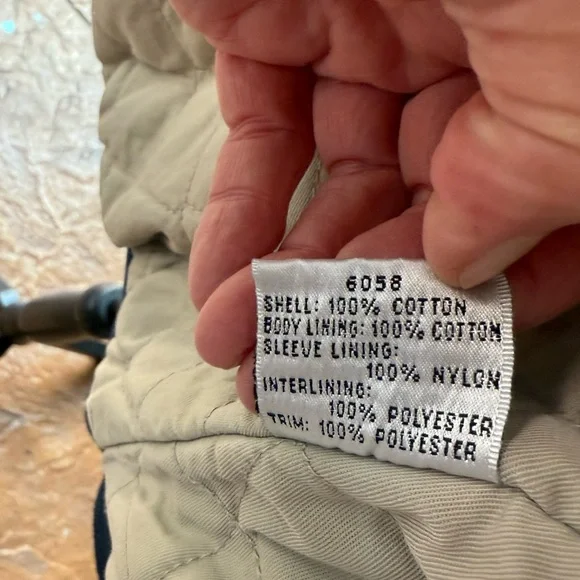 6058
SHELL: 100% COTTON
BODY LINING: 100% COTTON
SLEEVE LINING:
100% NYLON
INTERLINING:
100% POLYESTER
TRIM: 100% POLYESTER